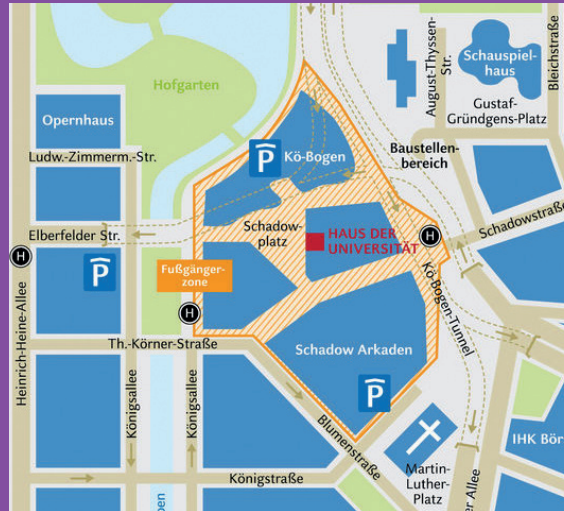 Hofgarten
August-Thyssen-
Str.
Schauspiel-
haus
Bleichstraße
Gustaf-
Gründgens-Platz
Opernhaus
Ludw.-Zimmerm.-Str.
P
Kö-Bogen
Baustellen-
bereich
Elberfelder Str.
Schadow-
platz
HAUS DER
UNIVERSITÄT
H
Schadowstraße
H
P
Fußgänger-
zone
H
Kö-Bogen-Tunnel
Heinrich-Heine-Allee
Th.-Körner-Straße
Schadow Arkaden
P
Königsallee
Königsallee
Blumenstraße
Martin-
Luther-
Platz
IHK Bör
Königstraße
er Allee
ben